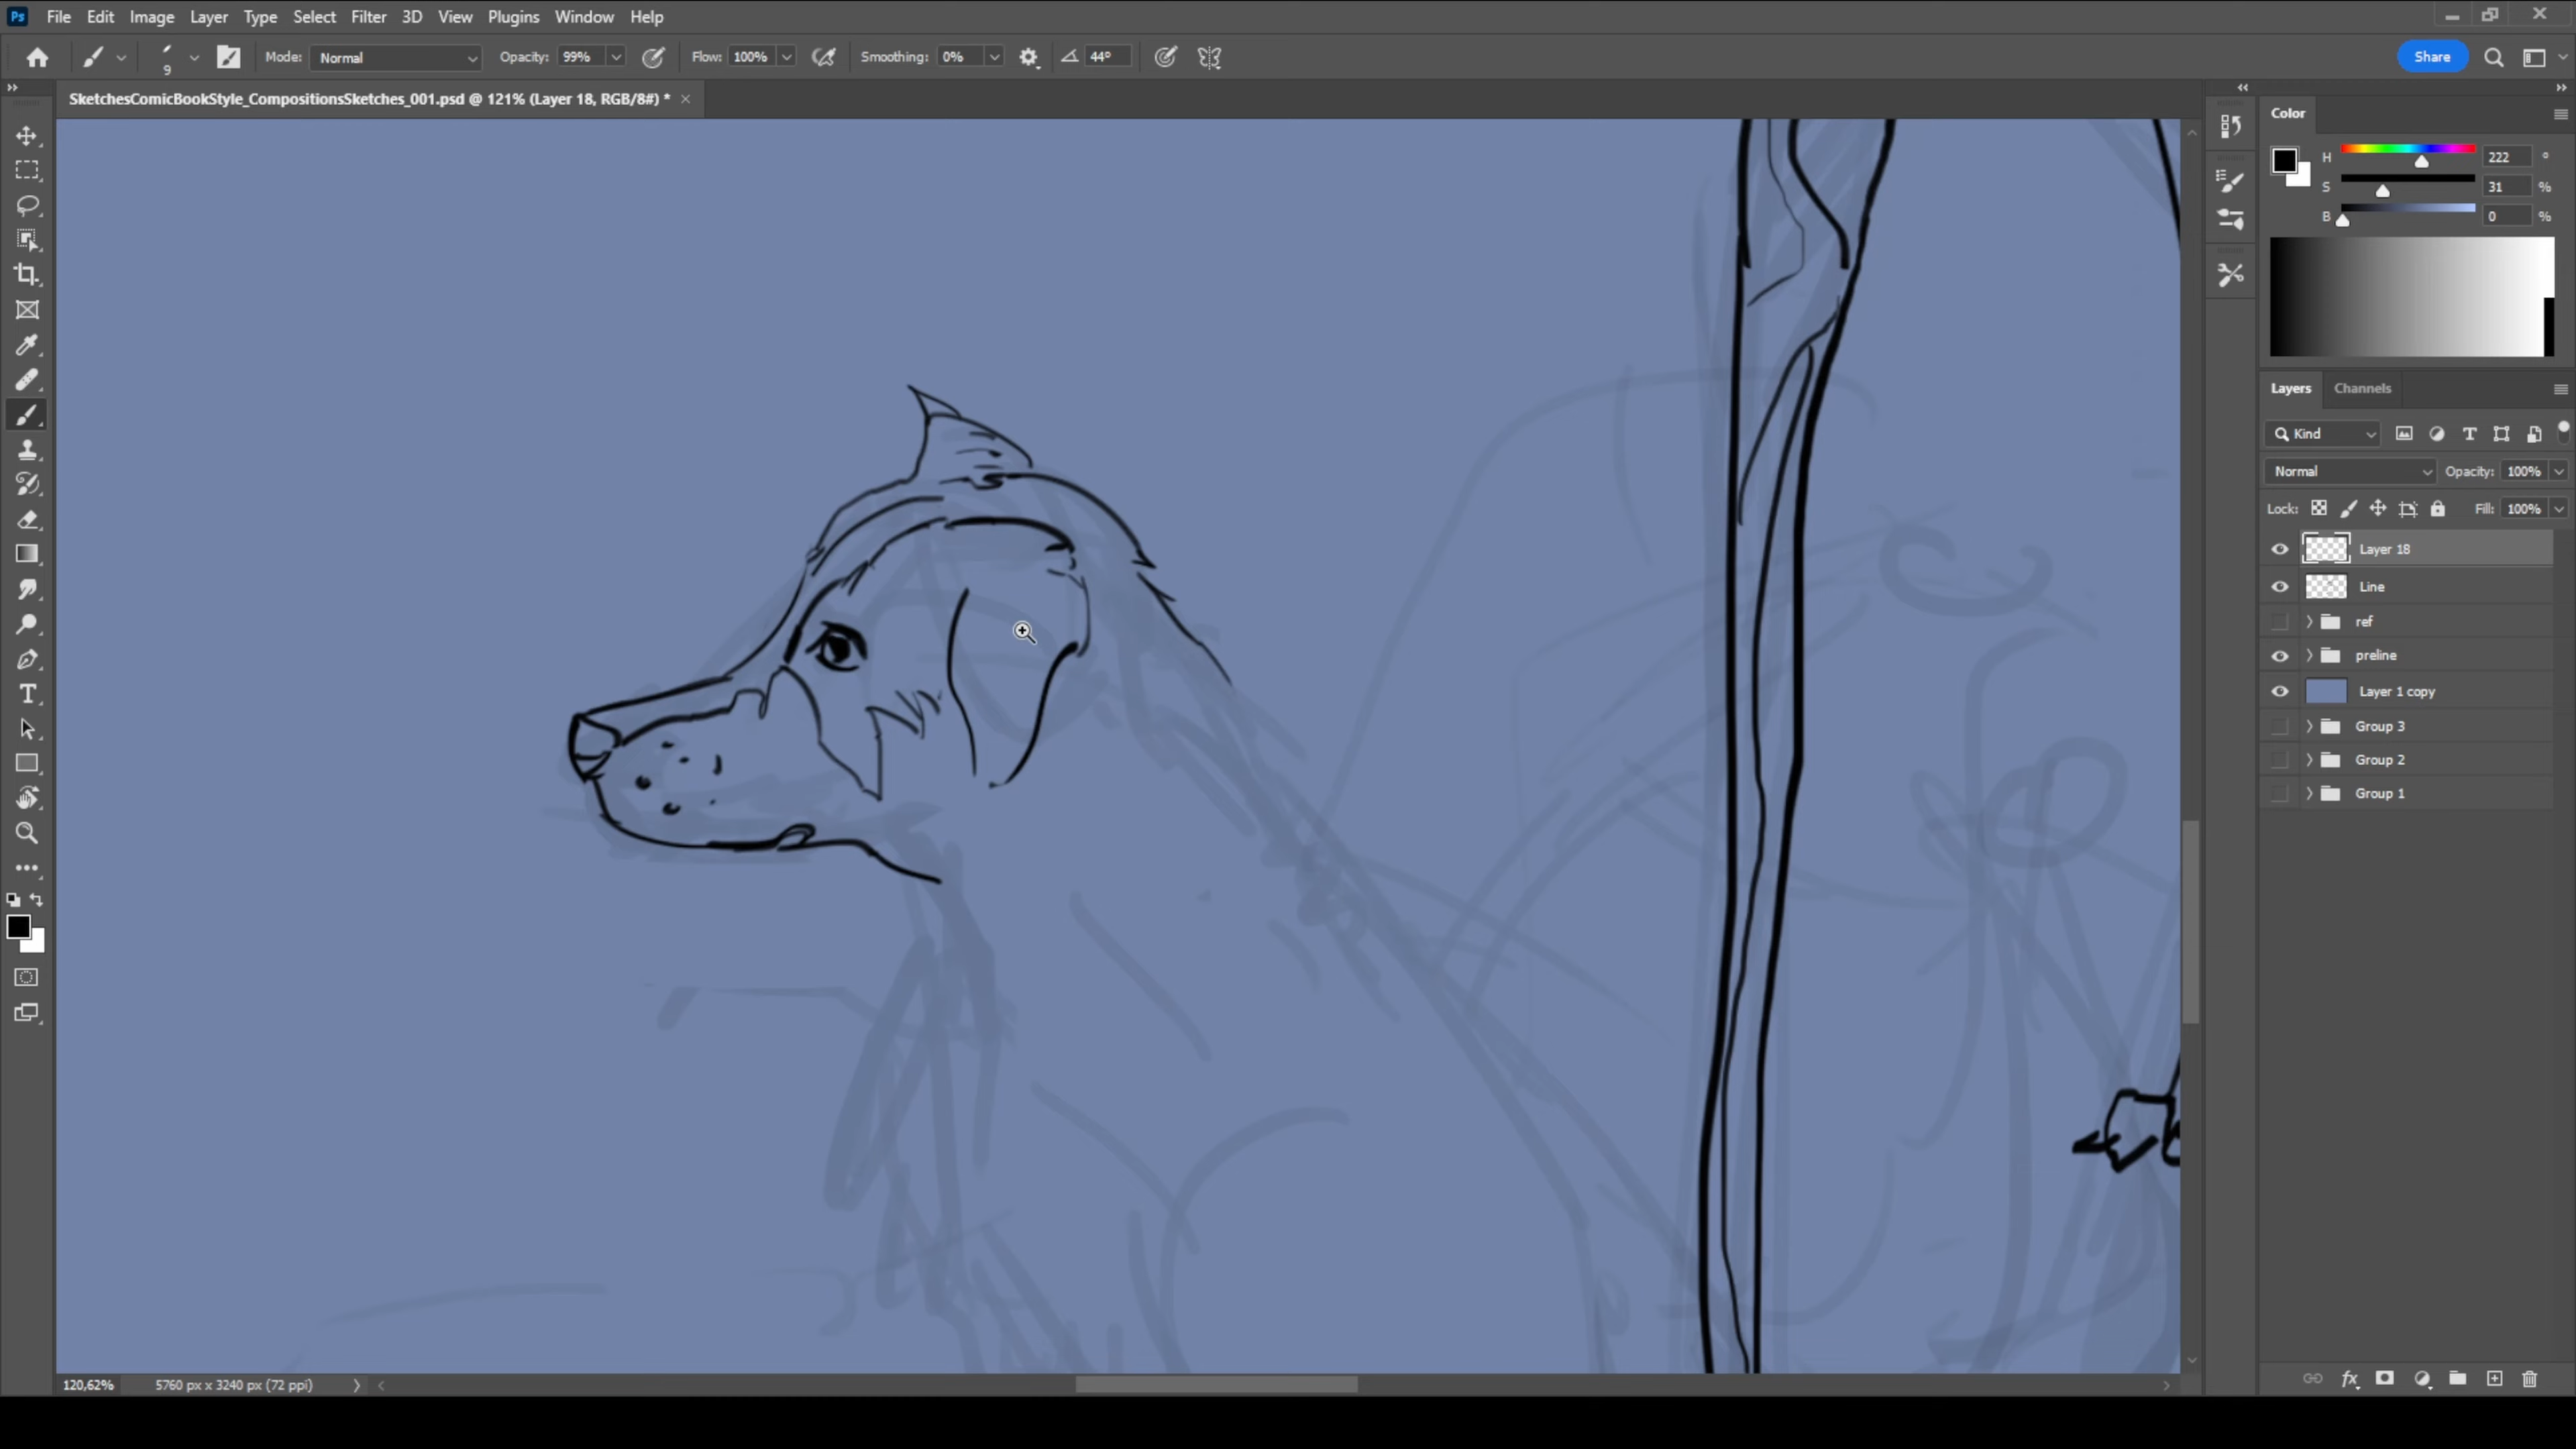 Ps File Edit Image Layer Type Select Filter 3D View Plugins Window Help
9 Mode: Normal Opacity: 99% Flow: 100% Smoothing: 0% 44° Share
SketchesComicBookStyle_CompositionsSketches_001.psd @ 121% (Layer 18, RGB/8#) * ×
Color
H 222 °
S 31 %
B 0 %
Layers Channels
Kind
Normal Opacity: 100%
Lock: Fill: 100%
Layer 18
Line
ref
preline
Layer 1 copy
Group 3
Group 2
Group 1
120,62% 5760 px x 3240 px (72 ppi)